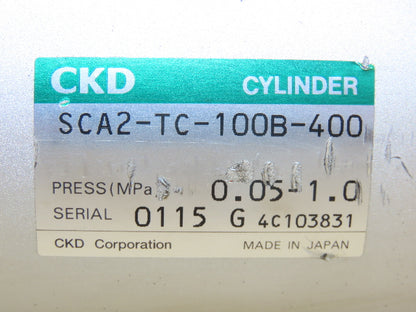 CKD CYLINDER
SCA2-TC-100B-400
PRESS(MPa) 0.05-1.0
SERIAL 0115 G 4C103831
CKD Corporation MADE IN JAPAN